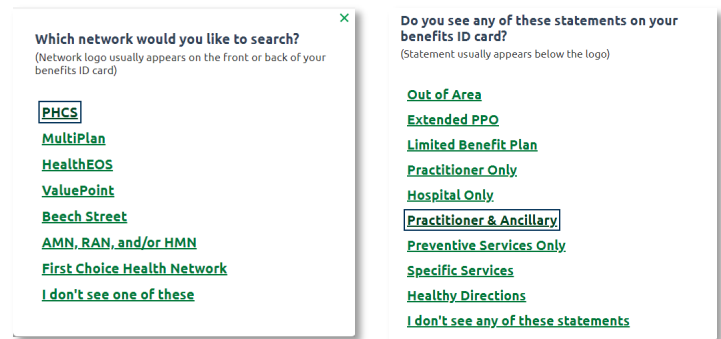 Which network would you like to search?
(Network logo usually appears on the front or back of your
benefits ID card)
PHCS
MultiPlan
HealthEOS
ValuePoint
Beech Street
AMN, RAN, and/or HMN
First Choice Health Network
I don't see one of these
Do you see any of these statements on your
benefits ID card?
(Statement usually appears below the logo)
Out of Area
Extended PPO
Limited Benefit Plan
Practitioner Only
Hospital Only
Practitioner & Ancillary
Preventive Services Only
Specific Services
Healthy Directions
I don't see any of these statements